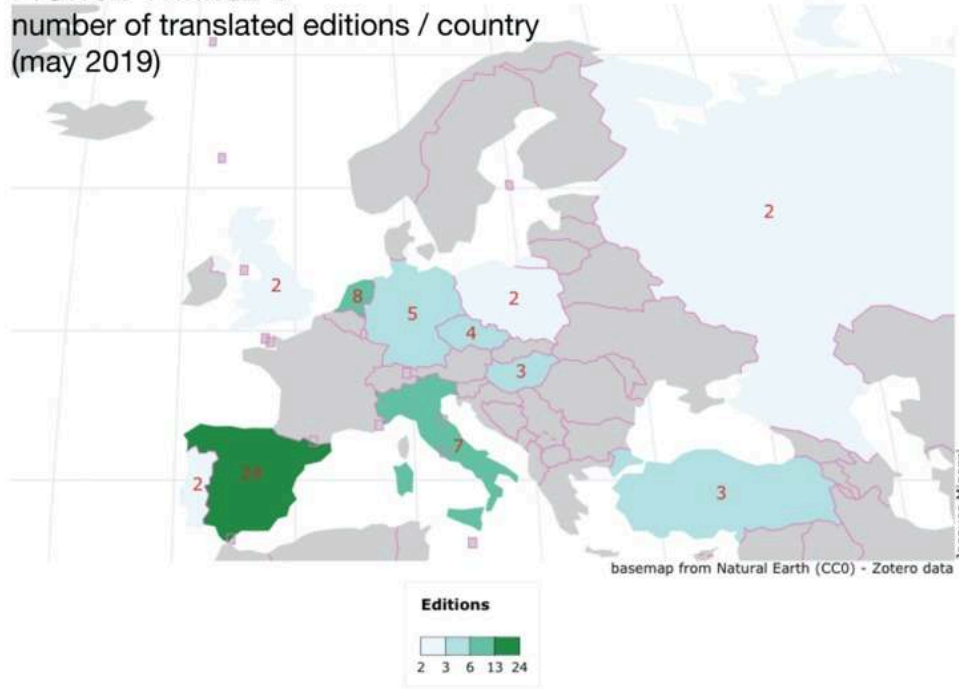 number of translated editions / country
(may 2019)
2
2
8
5
2
4
3
7
2
3
basemap from Natural Earth (CC0) - Zotero data
Editions
2 3 6 13 24